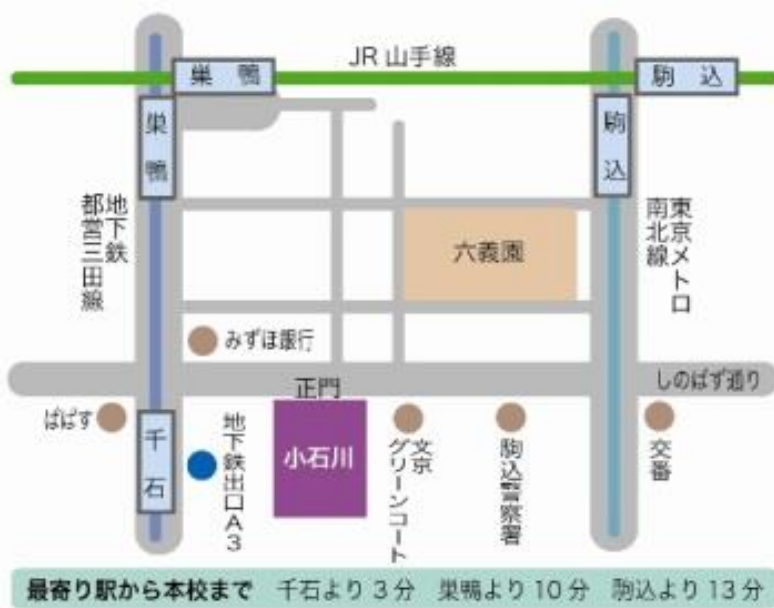 JR 山手線
巣 鴨
駒 込
巣鴨
駒込
地下鉄
都営三田線
東京メトロ
南北線
六義園
みずほ銀行
しのばず通り
正門
ぱぱす
千石
地下鉄出口A3
小石川
文京
グリーンコート
駒込警察署
交番
最寄り駅から本校まで 千石より 3 分 巣鴨より 10 分 駒込より 13 分